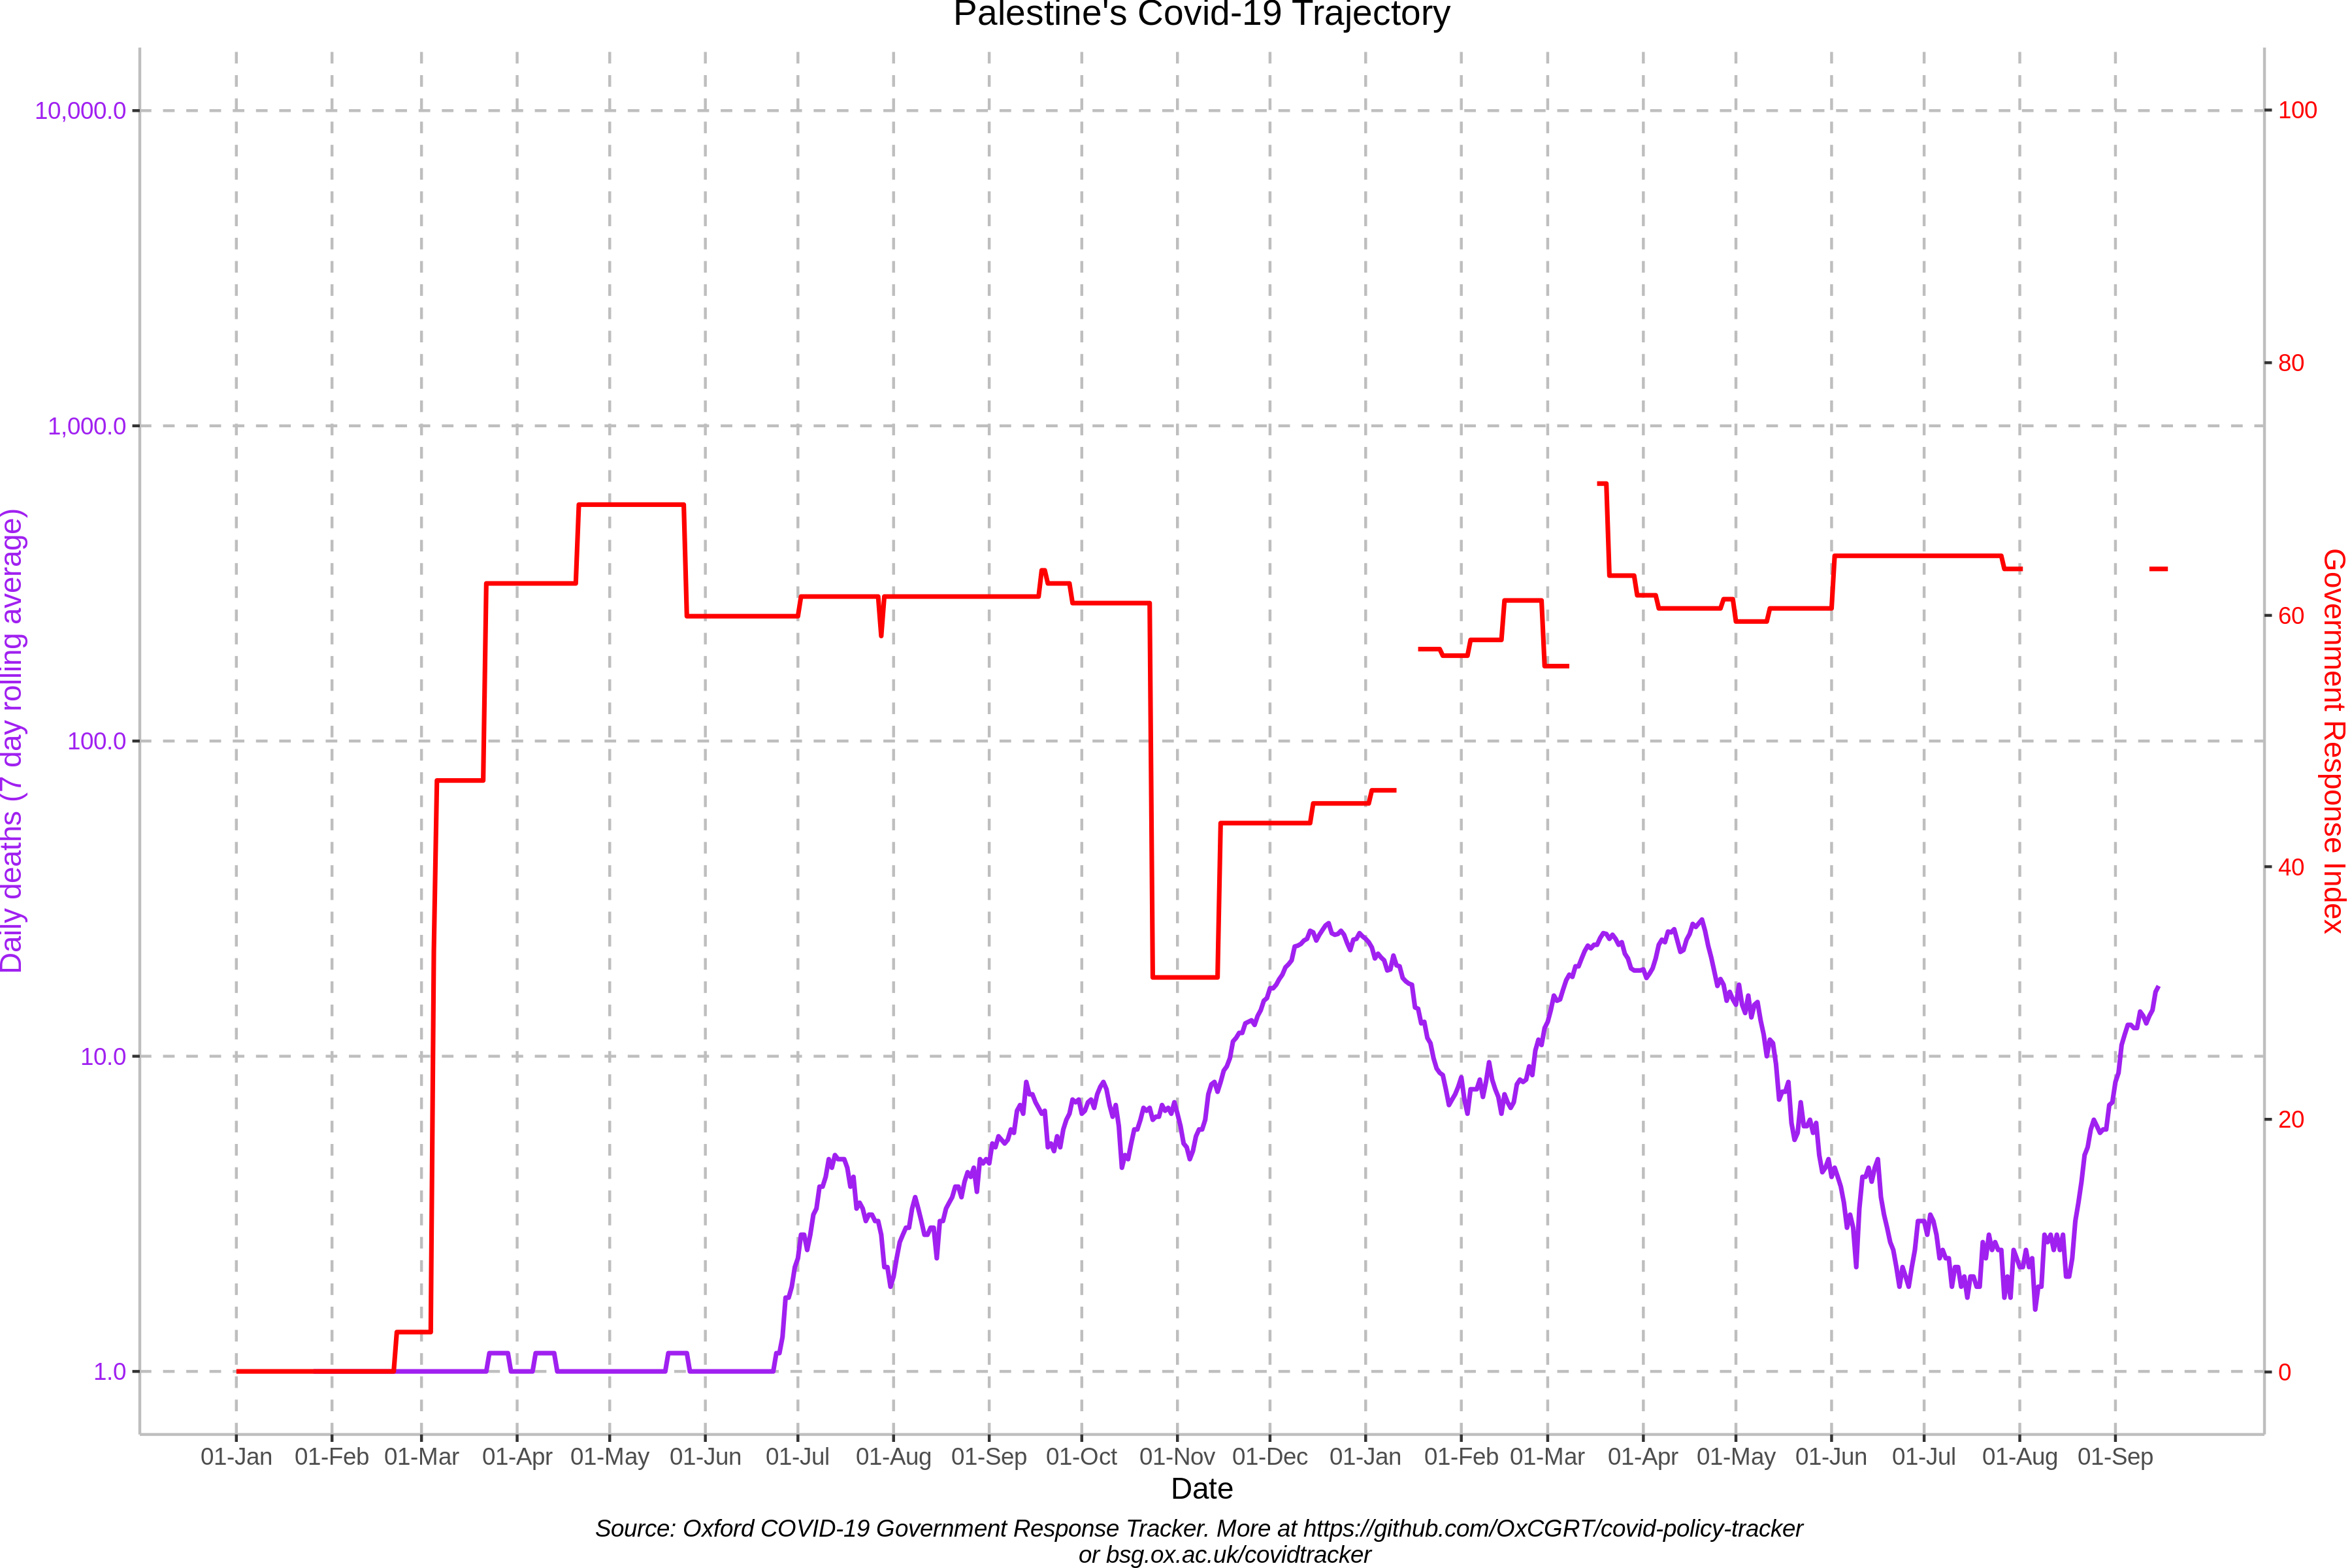 Palestine's Covid-19 Trajectory
10,000.0
1,000.0
100.0
10.0
1.0
Daily deaths (7 day rolling average)
100
80
60
40
20
0
Government Response Index
01-Jan 01-Feb 01-Mar 01-Apr 01-May 01-Jun 01-Jul 01-Aug 01-Sep 01-Oct 01-Nov 01-Dec 01-Jan 01-Feb 01-Mar 01-Apr 01-May 01-Jun 01-Jul 01-Aug 01-Sep
Date
Source: Oxford COVID-19 Government Response Tracker. More at https://github.com/OxCGRT/covid-policy-tracker
or bsg.ox.ac.uk/covidtracker